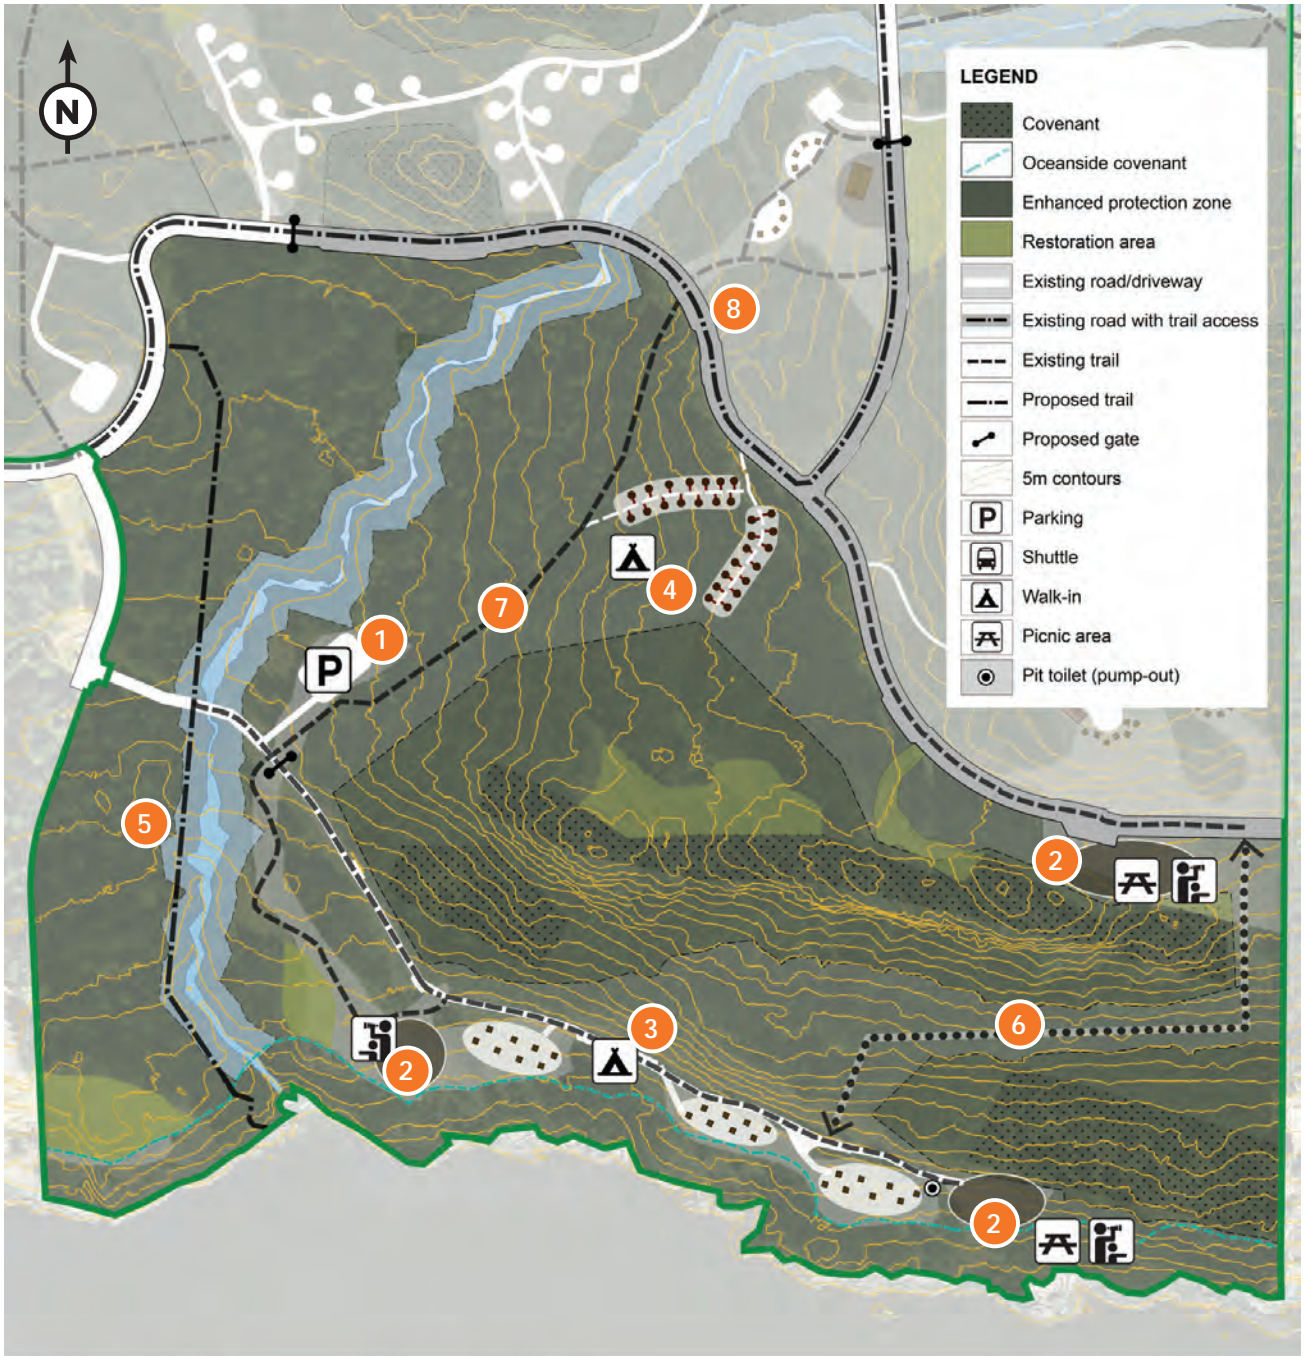 N
LEGEND
Covenant
Oceanside covenant
Enhanced protection zone
Restoration area
Existing road/driveway
Existing road with trail access
Existing trail
Proposed trail
Proposed gate
5m contours
P Parking
Shuttle
Walk-in
Picnic area
Pit toilet (pump-out)
8
4
7
1
P
5
2
3
6
2
2